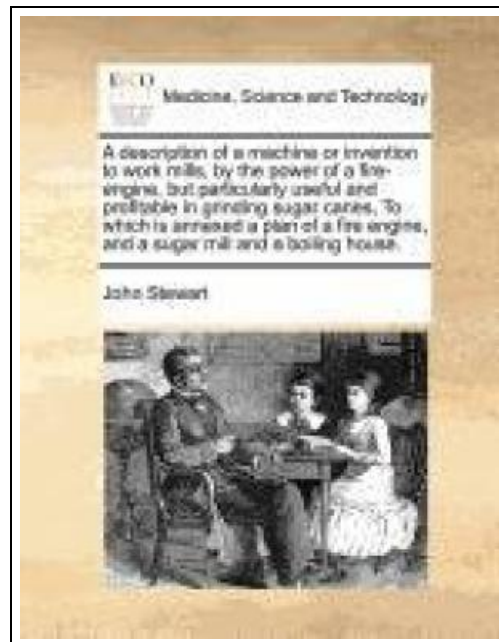 ECCO
Medicine, Science and Technology
A description of a machine or invention
to work mills, by the power of a fire-
engine, but particularly useful and
profitable in grinding sugar canes. To
which is annexed a plan of a fire engine,
and a sugar mill and a boiling house.
John Stewart